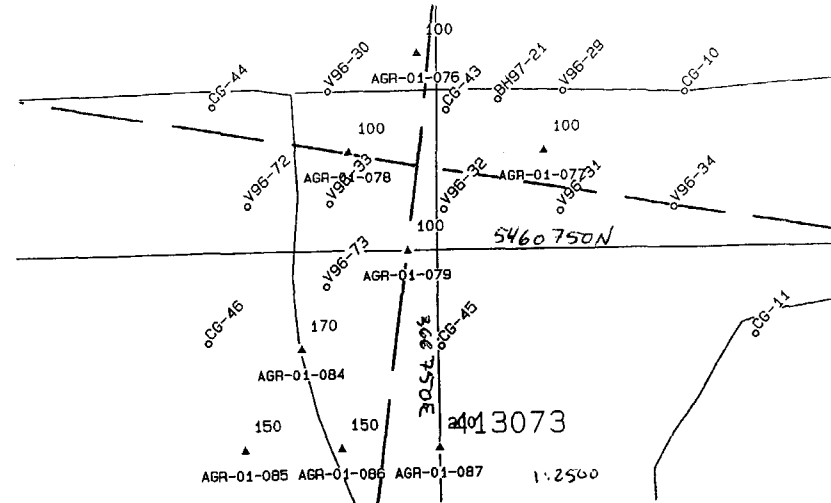 100
V96-30
CG-44
AGR-01-076
CG-43
BH97-21
V96-29
CG-10
100
100
V96-72
V96-33
AGR-01-078
V96-32
AGR-01-077
V96-31
V96-34
100
5460750N
V96-73
AGR-01-079
CG-46
170
CG-45
CG-11
AGR-01-084
750E
150
150
413073
AGR-01-085
AGR-01-086
AGR-01-087
1:2500